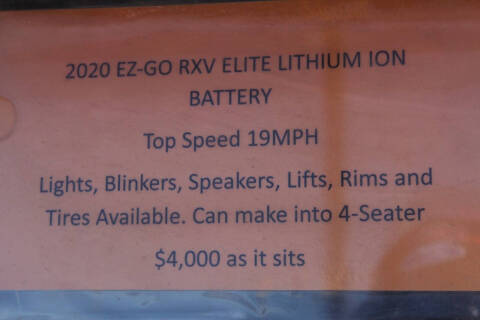 2020 EZ-GO RXV ELITE LITHIUM ION
BATTERY
Top Speed 19MPH
Lights, Blinkers, Speakers, Lifts, Rims and
Tires Available. Can make into 4-Seater
$4,000 as it sits